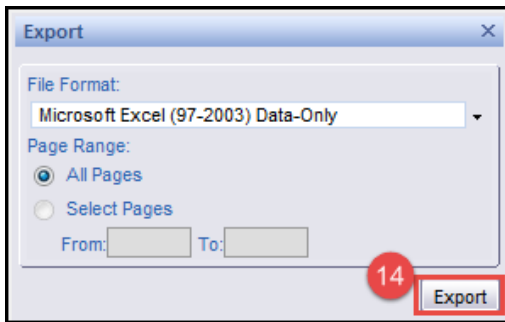 Export
File Format:
Microsoft Excel (97-2003) Data-Only
Page Range:
All Pages
Select Pages
From: To:
14
Export